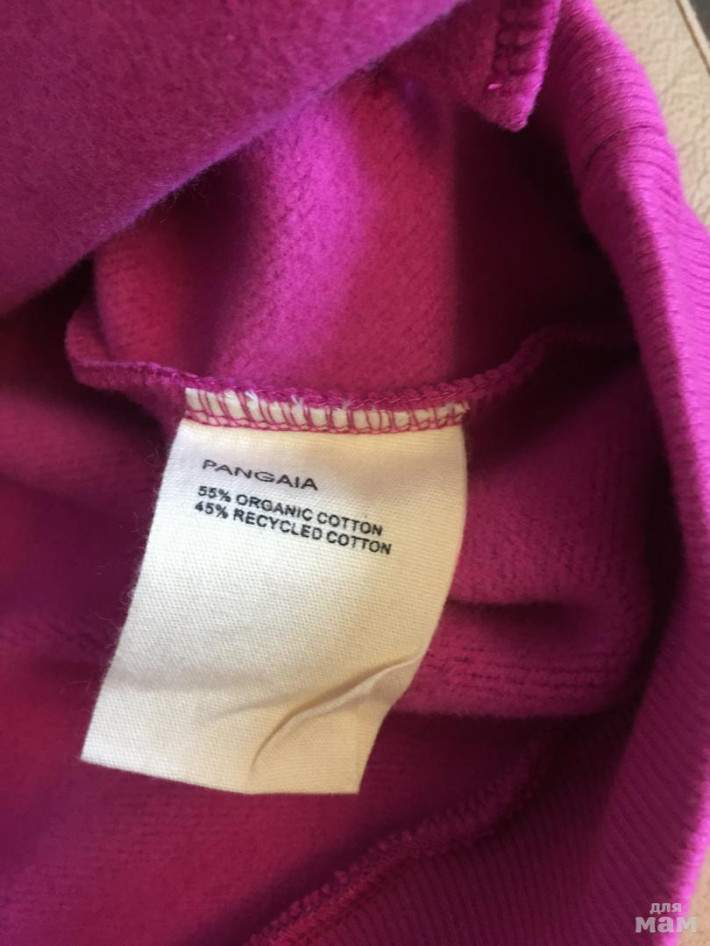 PANGAIA
55% ORGANIC COTTON
45% RECYCLED COTTON
для
мам